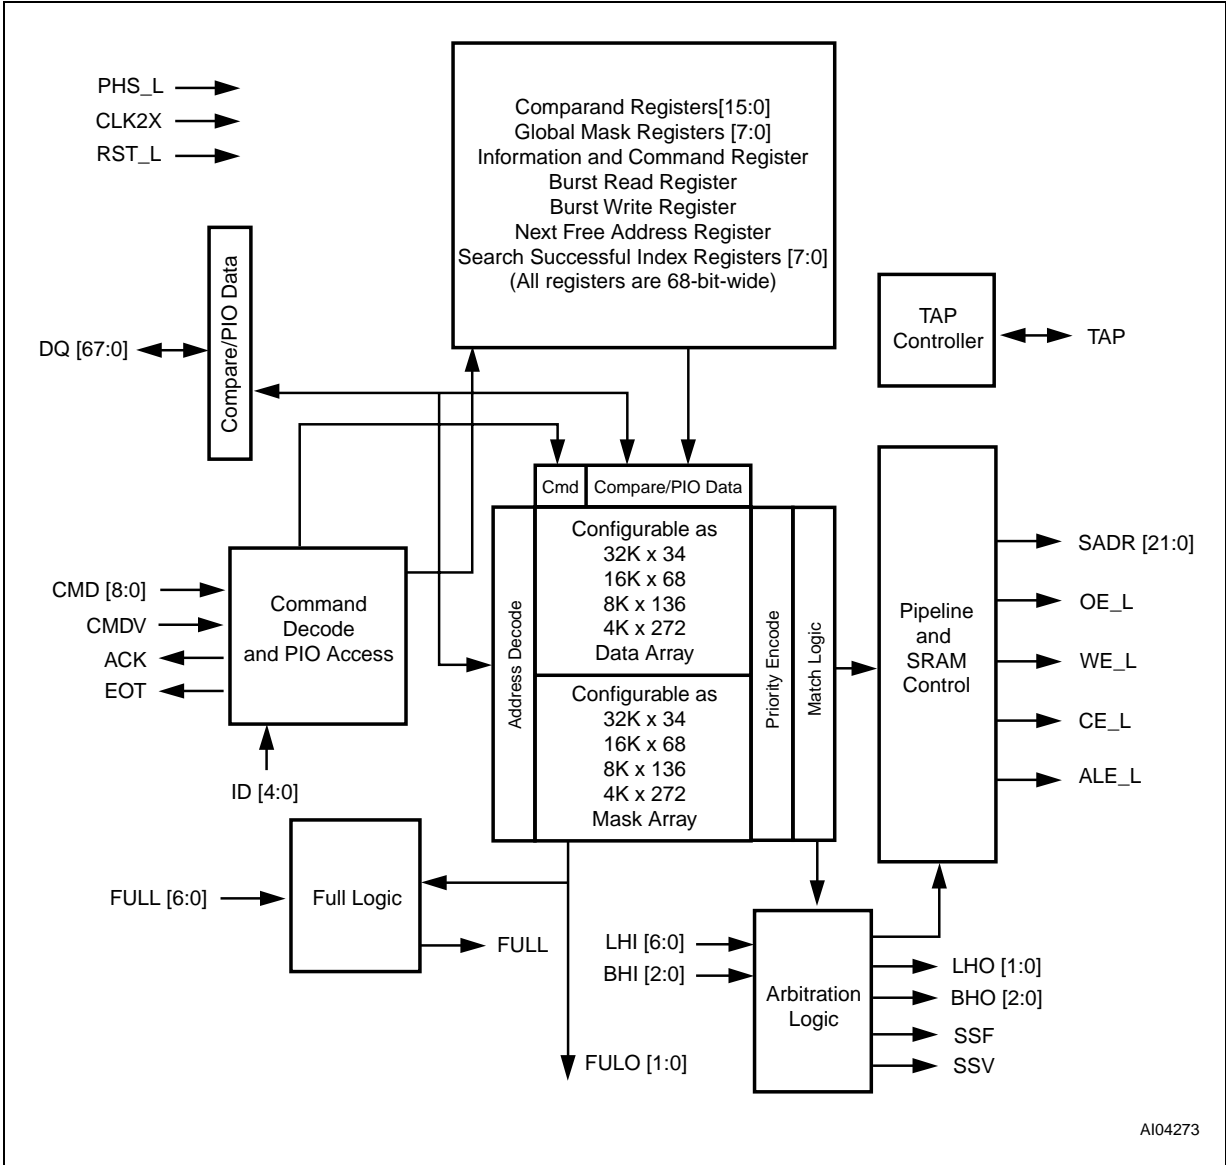 PHS_L
CLK2X
RST_L
Comparand Registers[15:0]
Global Mask Registers [7:0]
Information and Command Register
Burst Read Register
Burst Write Register
Next Free Address Register
Search Successful Index Registers [7:0]
(All registers are 68-bit-wide)
DQ [67:0]
Compare/PIO Data
TAP
Controller
TAP
Cmd
Compare/PIO Data
CMD [8:0]
CMDV
ACK
EOT
Command
Decode
and PIO Access
ID [4:0]
Address Decode
Configurable as
32K x 34
16K x 68
8K x 136
4K x 272
Data Array
Configurable as
32K x 34
16K x 68
8K x 136
4K x 272
Mask Array
Priority Encode
Match Logic
Pipeline
and
SRAM
Control
SADR [21:0]
OE_L
WE_L
CE_L
ALE_L
FULL [6:0]
Full Logic
FULL
FULO [1:0]
LHI [6:0]
BHI [2:0]
Arbitration
Logic
LHO [1:0]
BHO [2:0]
SSF
SSV
AI04273